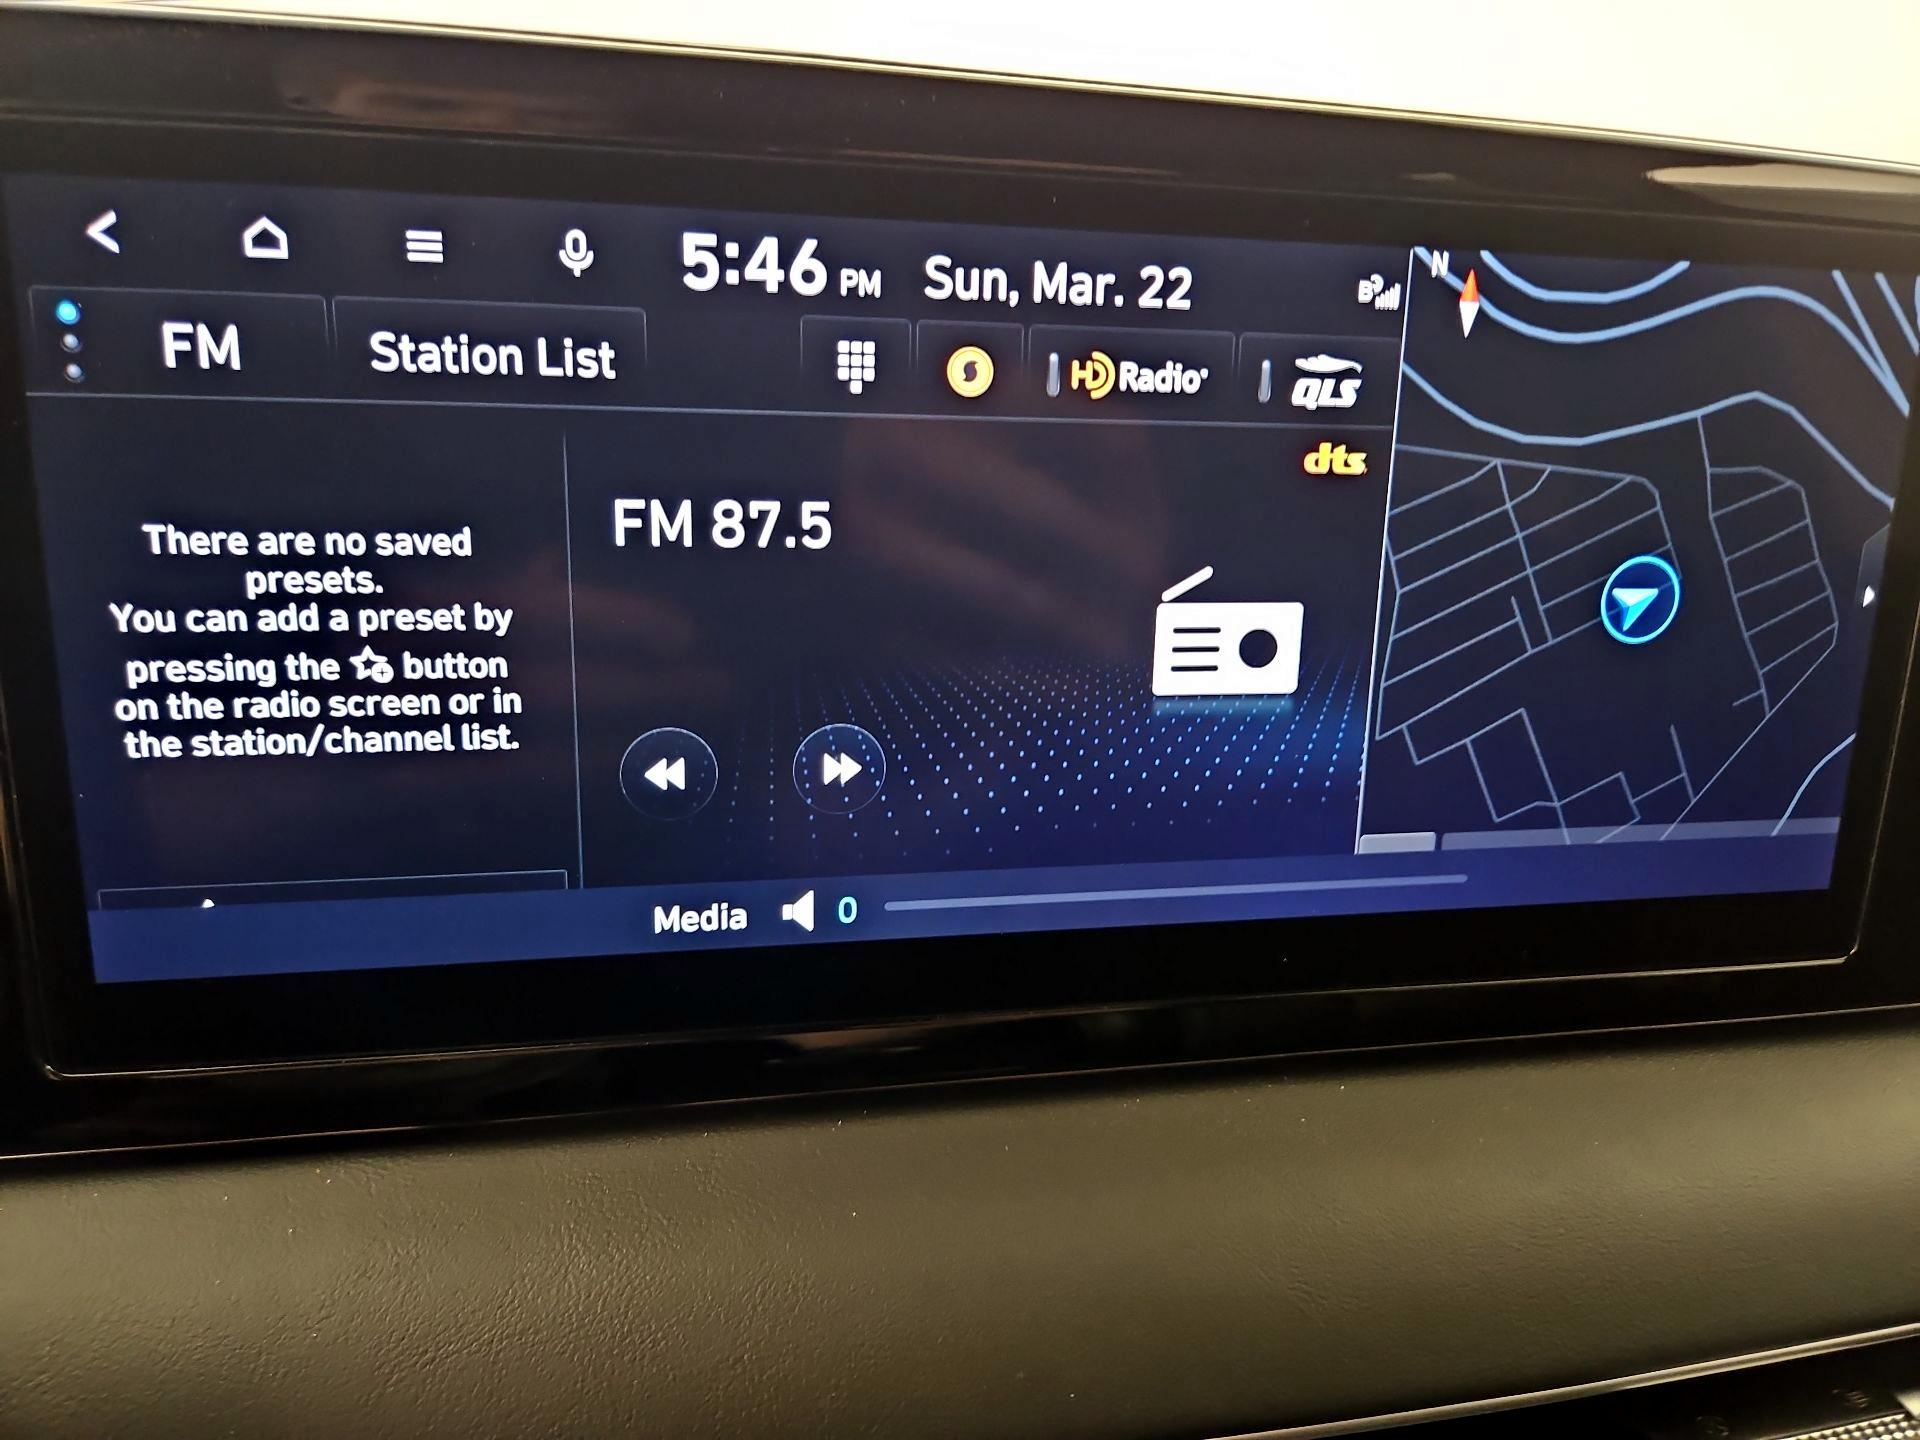 5:46 PM Sun, Mar. 22
N
FM Station List
HD Radio QLS
dts
There are no saved
presets.
You can add a preset by
pressing the button
on the radio screen or in
the station/channel list.
FM 87.5
Media 0